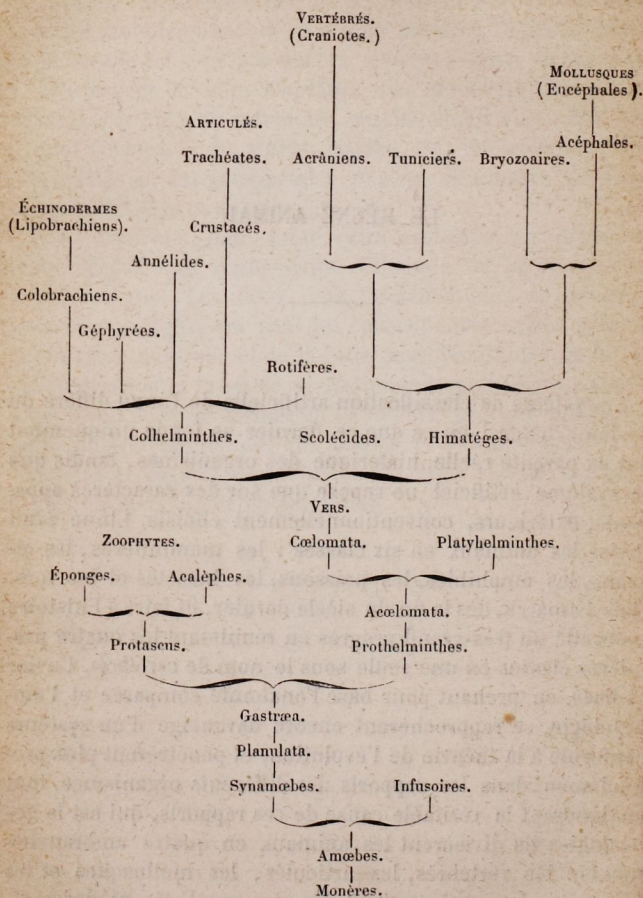 VERTÉBRÉS.
(Craniotes.)
MOLLUSQUES
(Encéphales).
ARTICULÉS.
Acéphales.
Trachéates. Acrâniens. Tuniciers. Bryozoaires.
ÉCHINODERMES
(Lipobrachiens).
Crustacés.
Annélides.
Colobrachiens.
Géphyrées.
Rotifères.
Colhelminthes. Scolécides. Himatéges.
VERS.
ZOOPHYTES. Cœlomata. Platyhelminthes.
Éponges. Acalèphes.
Acœlomata.
Protascus. Prothelminthes.
Gastræa.
Planulata.
Synamœbes. Infusoires.
Amœbes.
Monères.